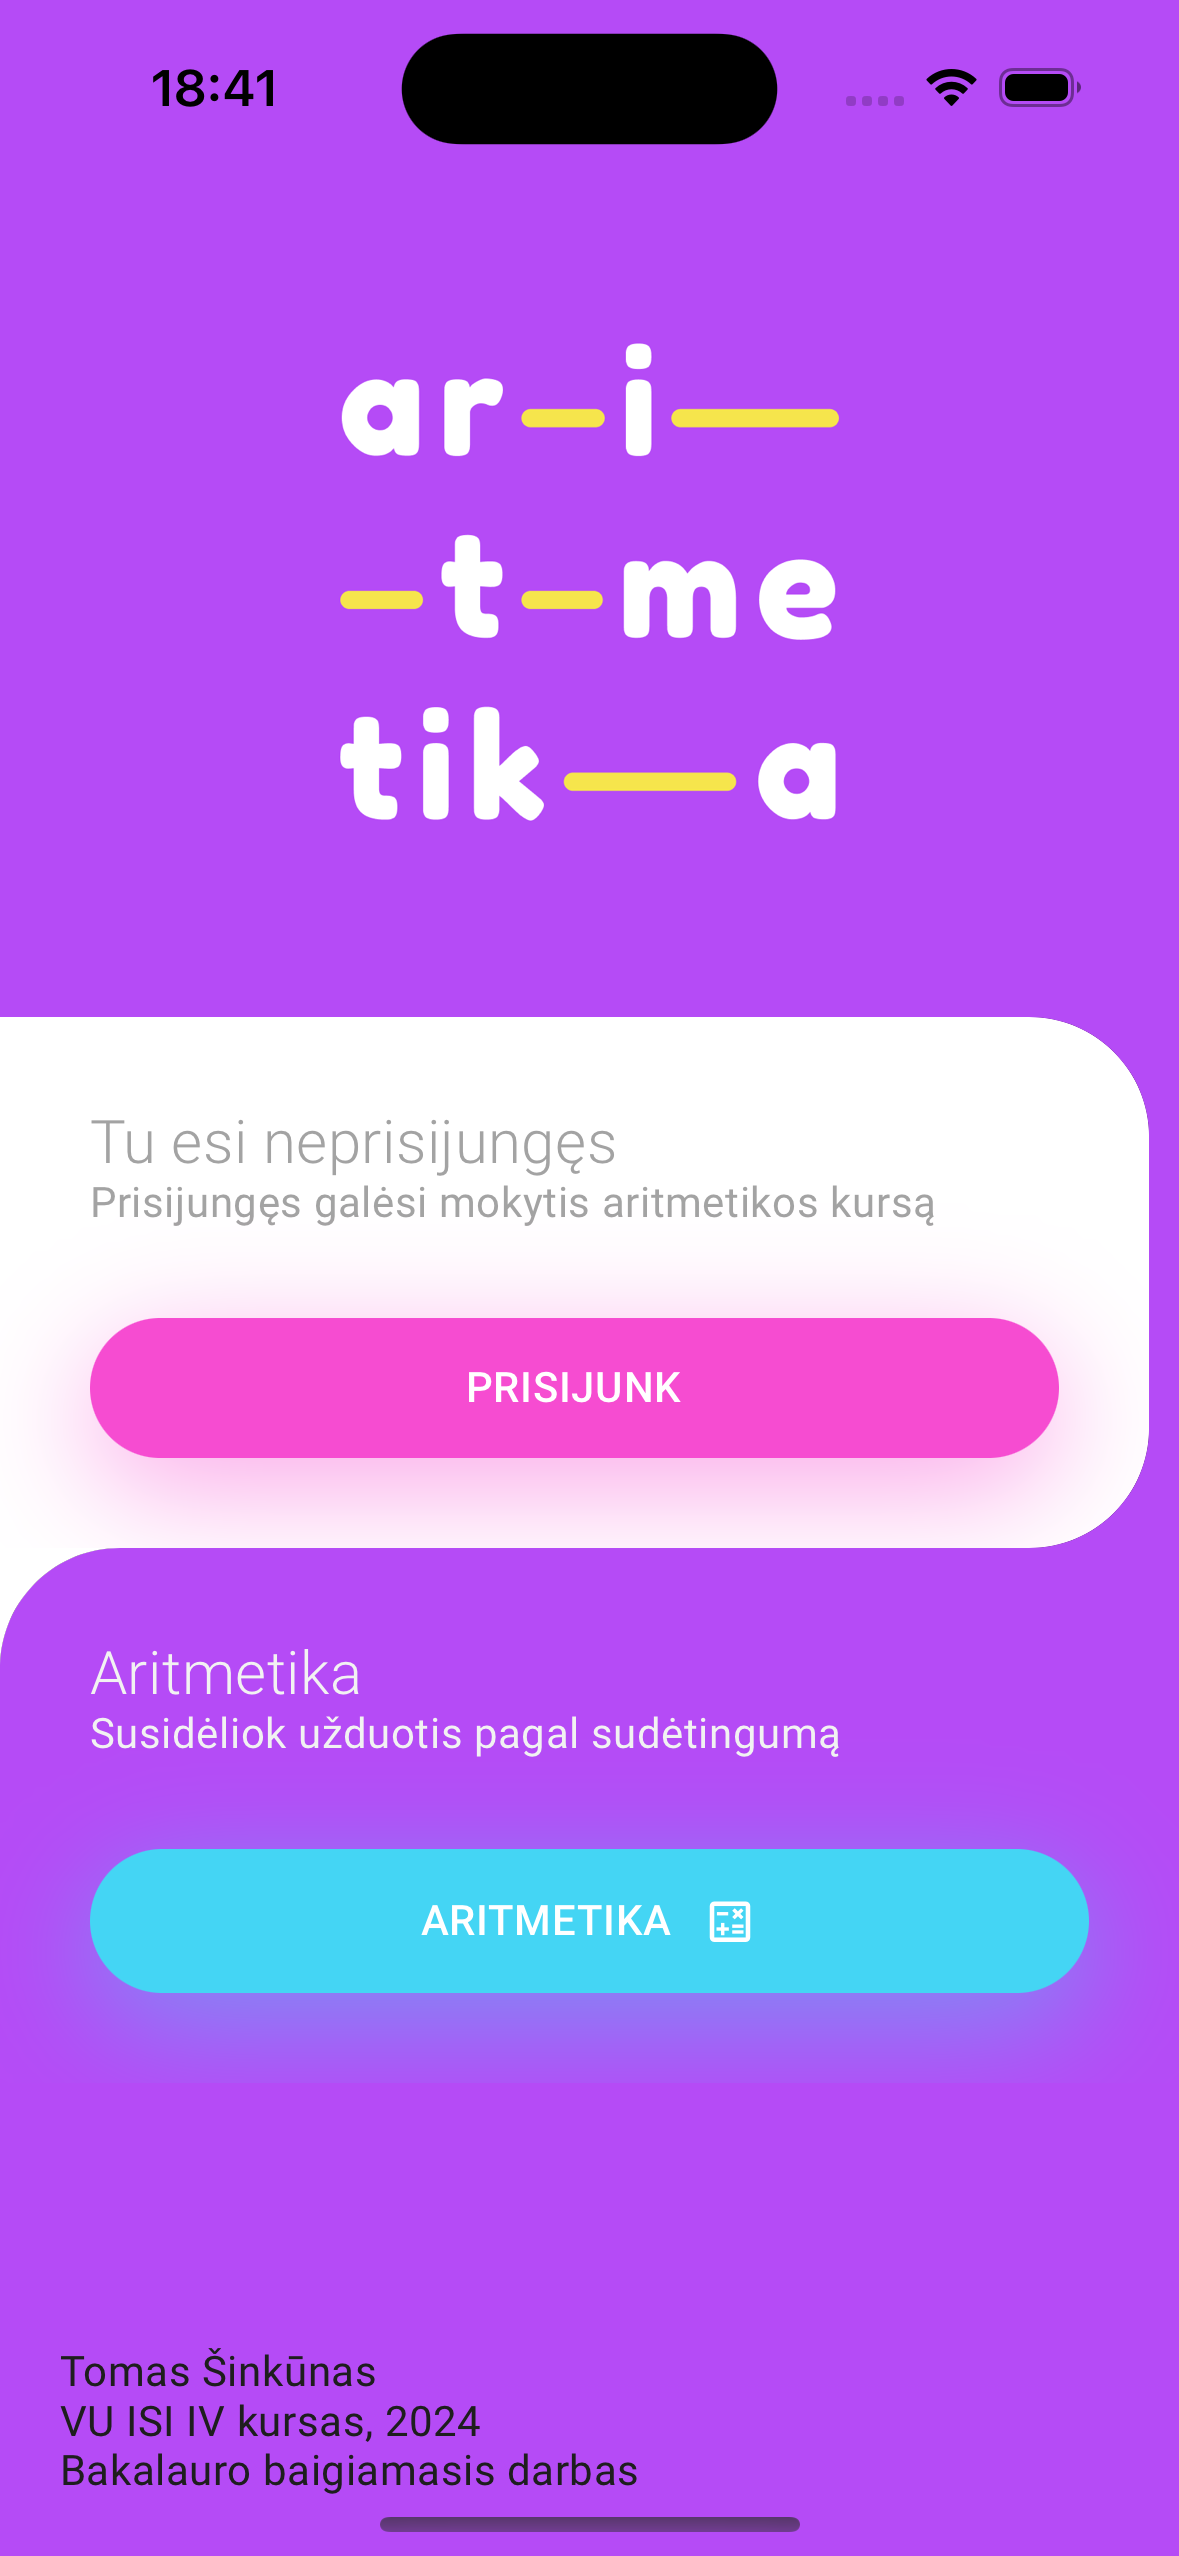 18:41
ar-i—
-t-me
tik—a
Tu esi neprisijungęs
Prisijungęs galėsi mokytis aritmetikos kursą
PRISIJUNK
Aritmetika
Susidėliok užduotis pagal sudėtingumą
ARITMETIKA
Tomas Šinkūnas
VU ISI IV kursas, 2024
Bakalauro baigiamasis darbas